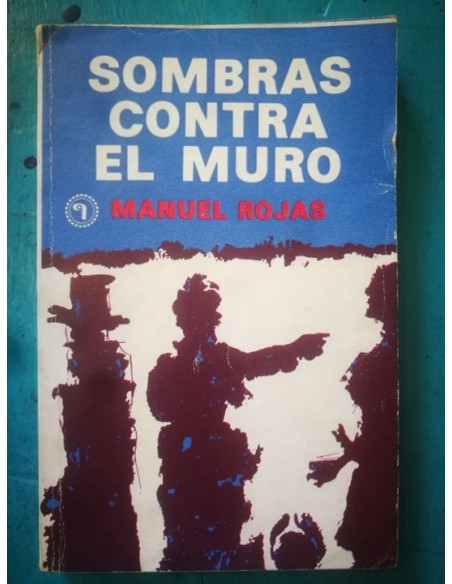 SOMBRAS
CONTRA
EL MURO
MANUEL ROJAS